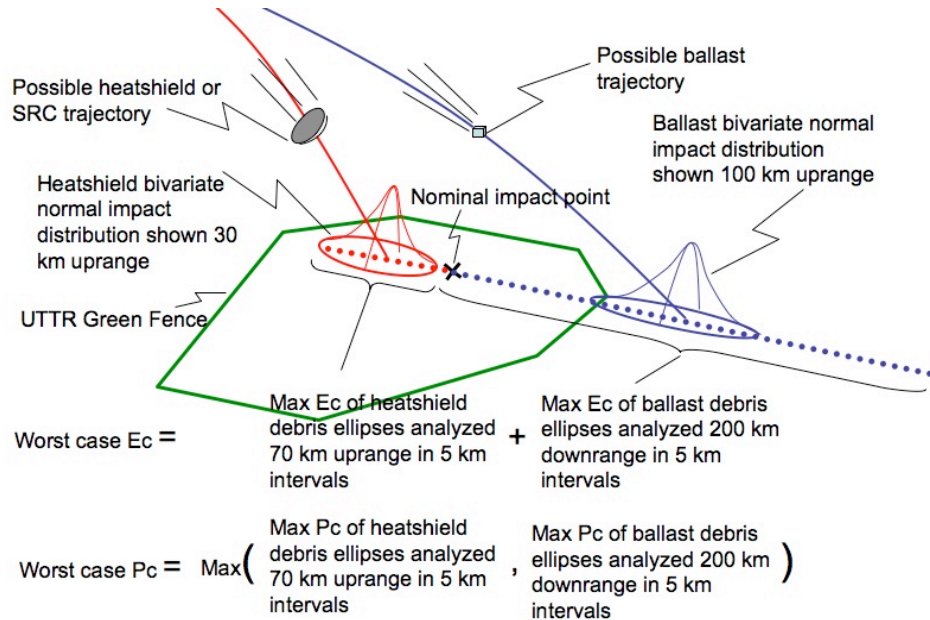 Possible heatshield or
SRC trajectory
Possible ballast
trajectory
Ballast bivariate normal
impact distribution
shown 100 km uprange
Heatshield bivariate
normal impact
distribution shown 30
km uprange
Nominal impact point
UTTR Green Fence
Worst case Ec =
Max Ec of heatshield
debris ellipses analyzed
70 km uprange in 5 km
intervals
+
Max Ec of ballast debris
ellipses analyzed 200 km
downrange in 5 km
intervals
Worst case Pc = Max(
Max Pc of heatshield
debris ellipses analyzed
70 km uprange in 5 km
intervals
,
Max Pc of ballast debris
ellipses analyzed 200 km
downrange in 5 km
intervals
)